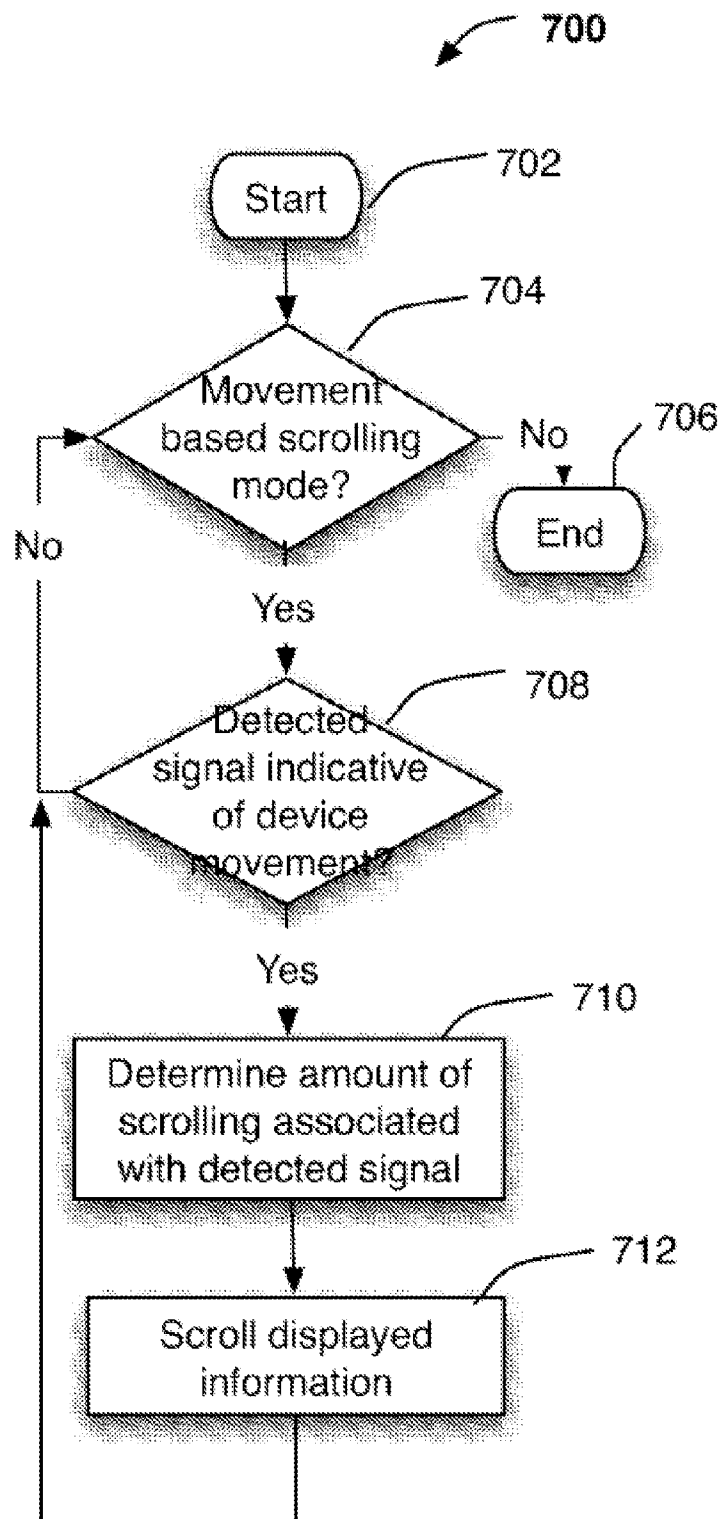 700
702
Start
704
Movement
based scrolling
mode?
No
706
End
No
Yes
708
Detected
signal indicative
of device
movement?
Yes
710
Determine amount of
scrolling associated
with detected signal
712
Scroll displayed
information